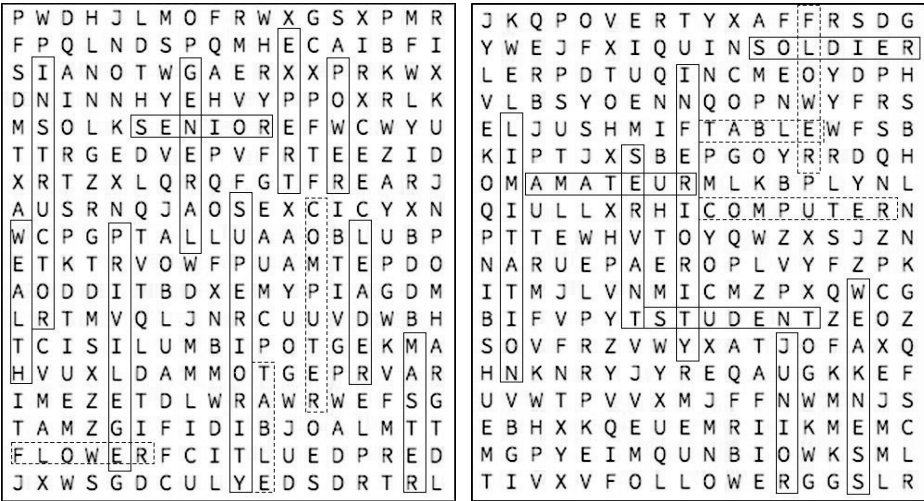 P W D H J L M O F R W X G S X P M R
F P Q L N D S P Q M H E C A I B F I
S I A N O T W G A E R X X P R K W X
D N I N N H Y E H V Y P P O X R L K
M S O L K S E N I O R E F W C W Y U
T T R G E D V E P V F R T E E Z I D
X R T Z X L Q R Q F G T F R E A R J
A U S R N Q J A O S E X C I C Y X N
W C P G P T A L L U A A O B L U B P
E T K T R V O W F P U A M T E P D O
A O D D I T B D X E M Y P I A G D M
L R T M V Q L J N R C U U V D W B H
T C I S I L U M B I P O T G E K M A
H V U X L D A M M O T G E P R V A R
I M E Z E T D L W R A W R W E F S G
T A M Z G I F I D I B J O A L M T T
F L O W E R F C I T L U E D P R E D
J X W S G D C U L Y E D S D R T R L
J K Q P O V E R T Y X A F F R S D G
Y W E J F X I Q U I N S O L D I E R
L E R P D T U Q I N C M E O Y D P H
V L B S Y O E N N Q O P N W Y F R S
E L J U S H M I F T A B L E W F S B
K I P T J X S B E P G O Y R R D Q H
O M A M A T E U R M L K B P L Y N L
Q I U L L X R H I C O M P U T E R N
P T T E W H V T O Y Q W Z X S J Z N
N A R U E P A E R O P L V Y F Z P K
I T M J L V N M I C M Z P X Q W C G
B I F V P Y T S T U D E N T Z E O Z
S O V F R Z V W Y X A T J O F A X Q
H N K N R Y J Y R E Q A U G K K E F
U V W T P V V X M J F F N W M N J S
E B H X K Q E U E M R I I K M E M C
M G P Y E I M Q U N B I O W K S M L
T I V X V F O L L O W E R G G S L R